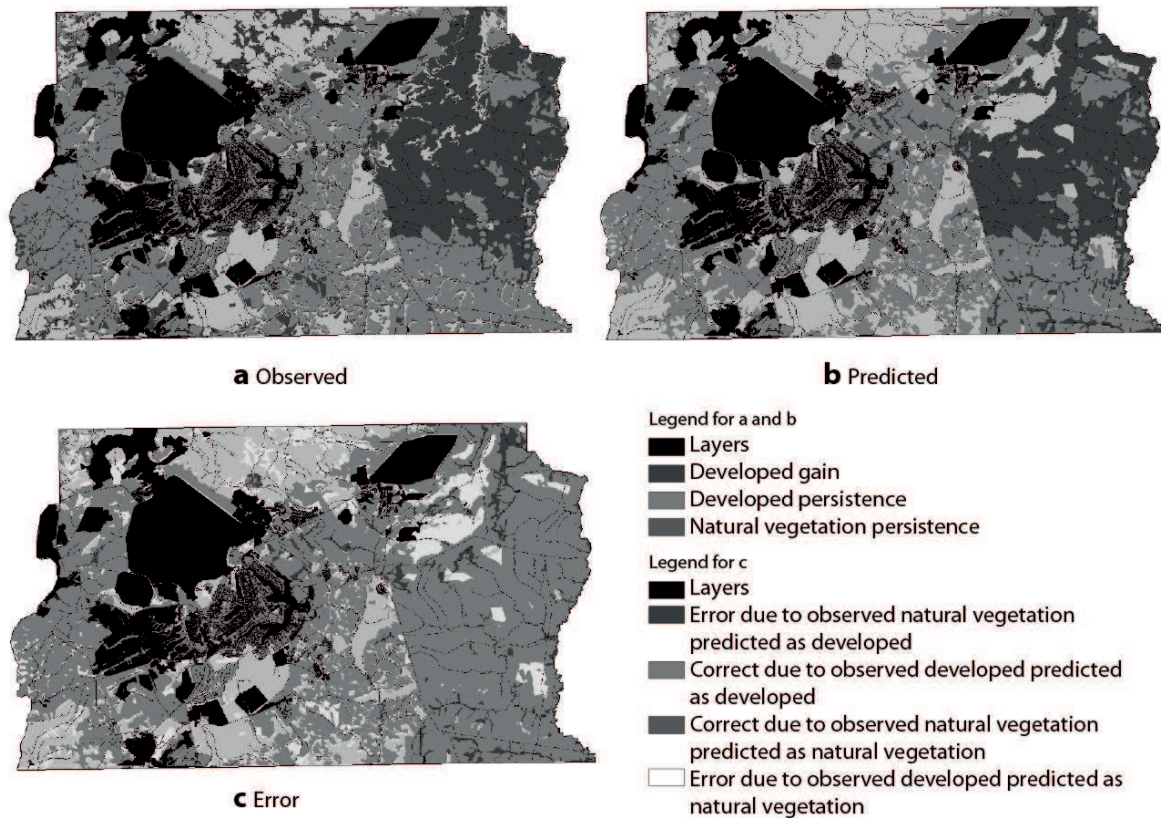 a Observed
b Predicted
Legend for a and b
Layers
Developed gain
Developed persistence
Natural vegetation persistence
Legend for c
Layers
Error due to observed natural vegetation
predicted as developed
Correct due to observed developed predicted
as developed
Correct due to observed natural vegetation
predicted as natural vegetation
Error due to observed developed predicted as
natural vegetation
c Error